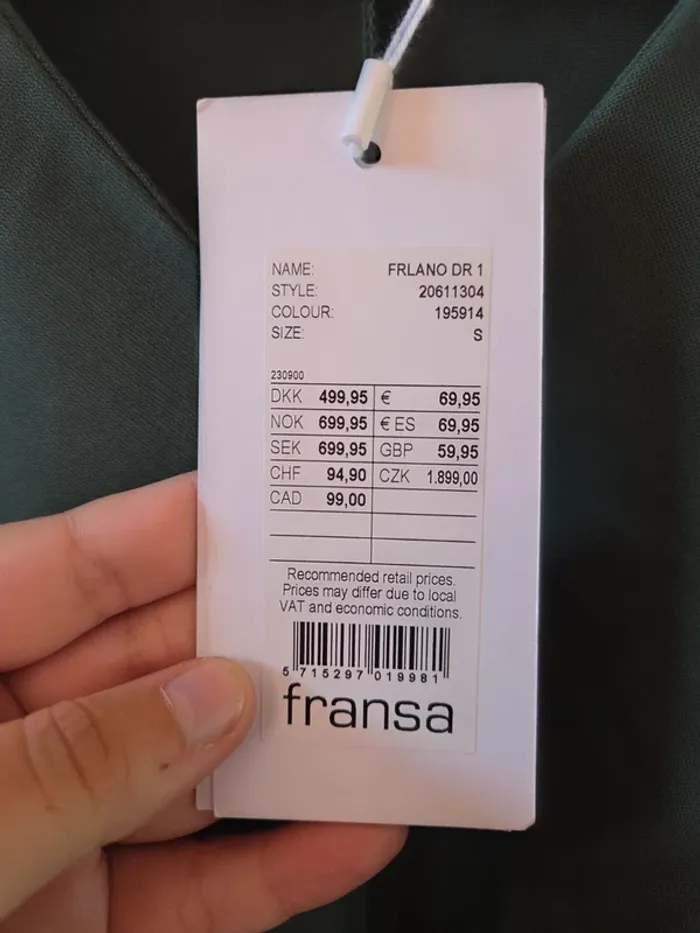 NAME: FRLANO DR 1
STYLE: 20611304
COLOUR: 195914
SIZE: S
230900
DKK 499,95 € 69,95
NOK 699,95 € ES 69,95
SEK 699,95 GBP 59,95
CHF 94,90 CZK 1.899,00
CAD 99,00
Recommended retail prices.
Prices may differ due to local
VAT and economic conditions.
5 715297 019981
fransa